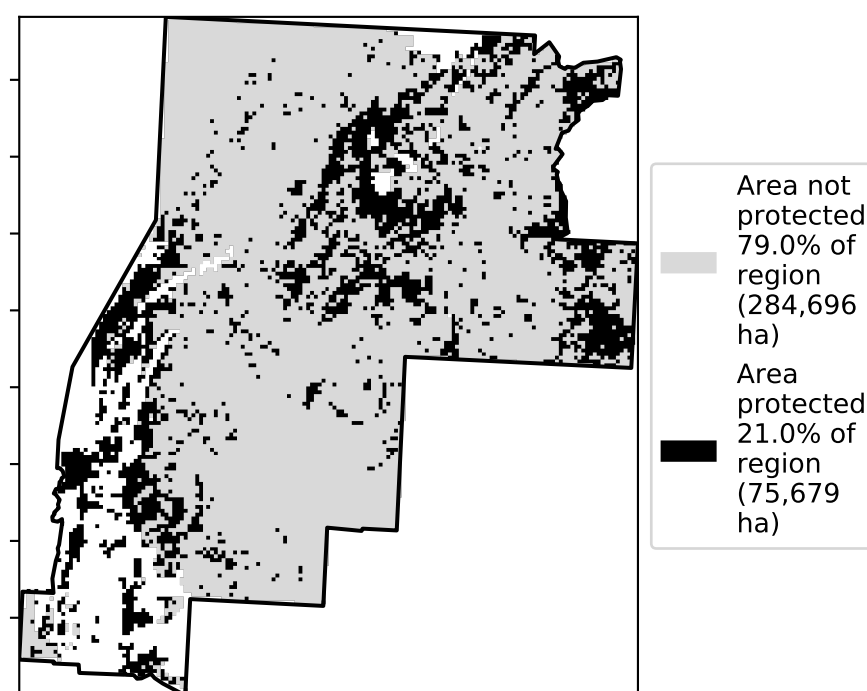 Area not
protected
79.0% of
region
(284,696
ha)
Area
protected
21.0% of
region
(75,679
ha)